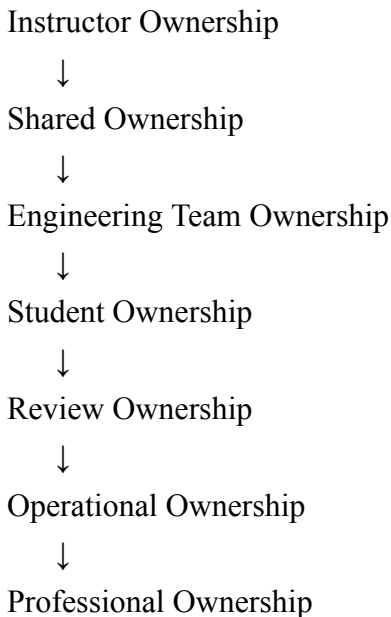 Instructor Ownership
↓
Shared Ownership
↓
Engineering Team Ownership
↓
Student Ownership
↓
Review Ownership
↓
Operational Ownership
↓
Professional Ownership